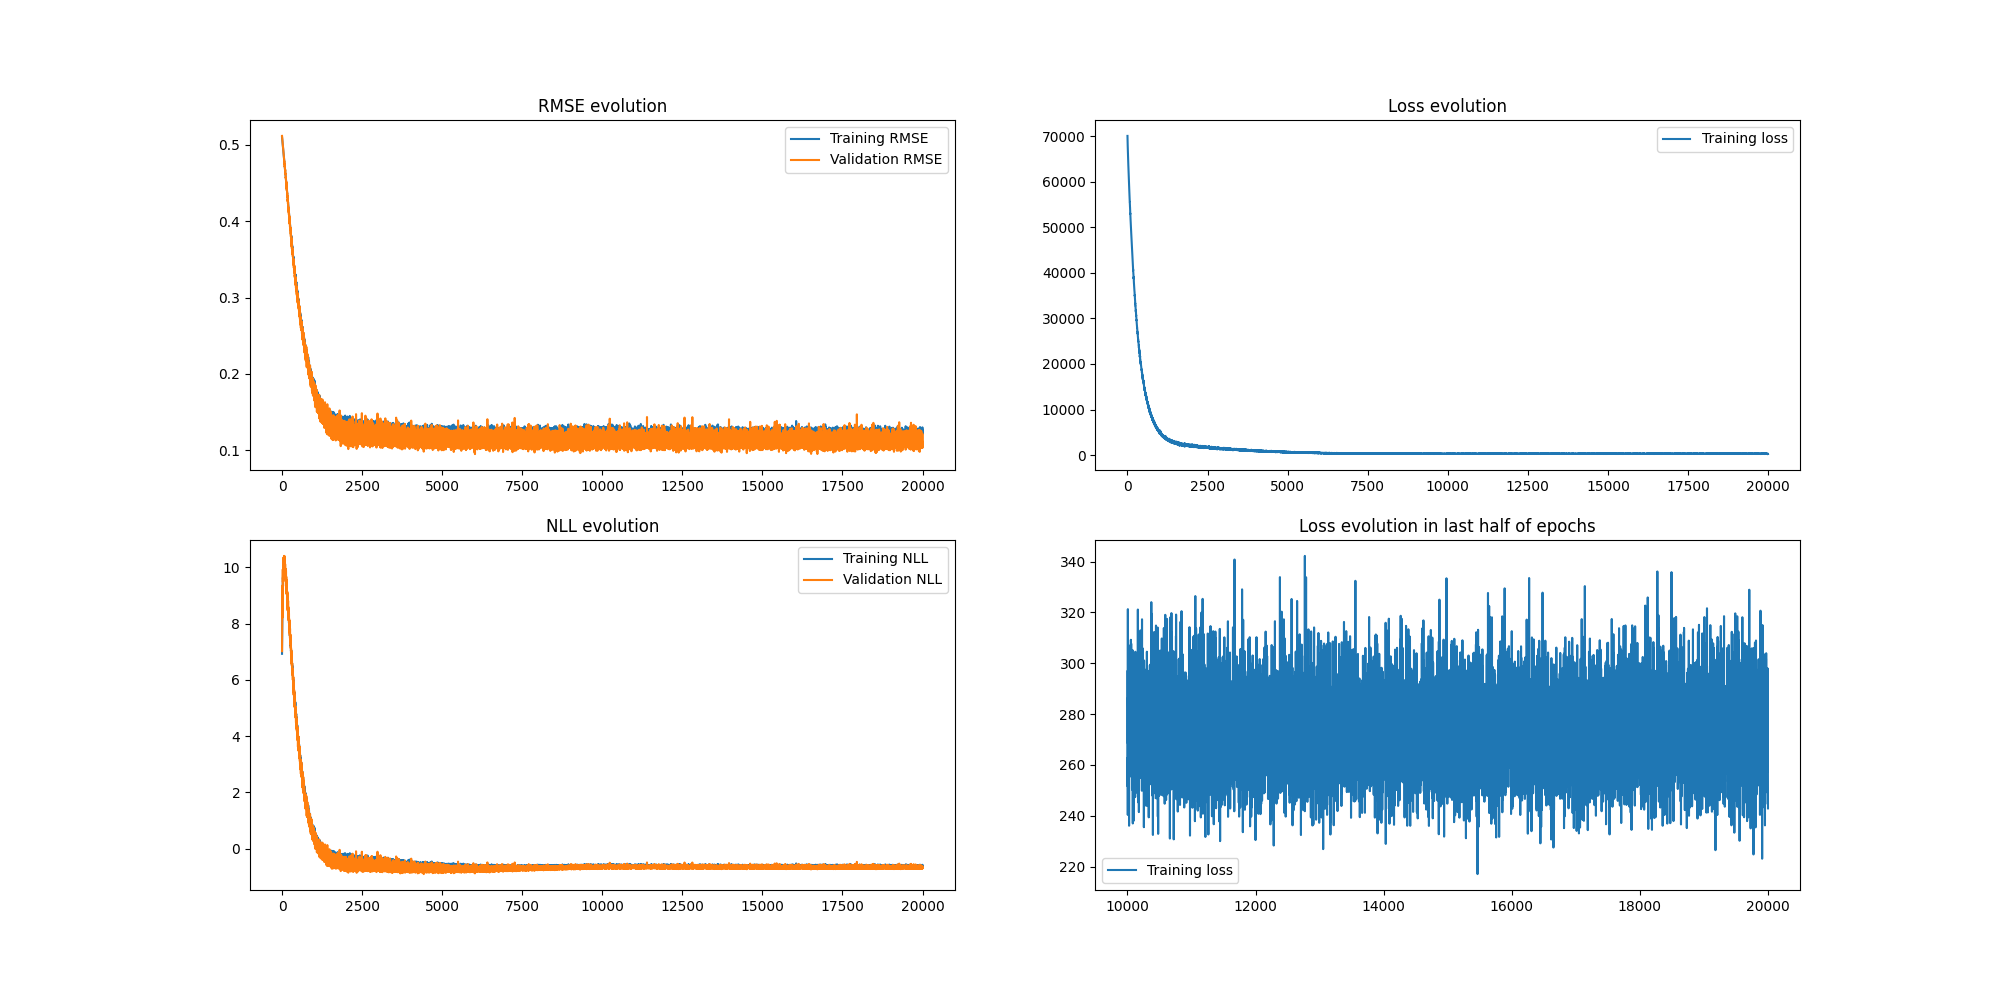 RMSE evolution
Training RMSE
Validation RMSE
0.5
0.4
0.3
0.2
0.1
0 2500 5000 7500 10000 12500 15000 17500 20000
Loss evolution
Training loss
70000
60000
50000
40000
30000
20000
10000
0
0 2500 5000 7500 10000 12500 15000 17500 20000
NLL evolution
Training NLL
Validation NLL
10
8
6
4
2
0
0 2500 5000 7500 10000 12500 15000 17500 20000
Loss evolution in last half of epochs
340
320
300
280
260
240
220
Training loss
10000 12000 14000 16000 18000 20000